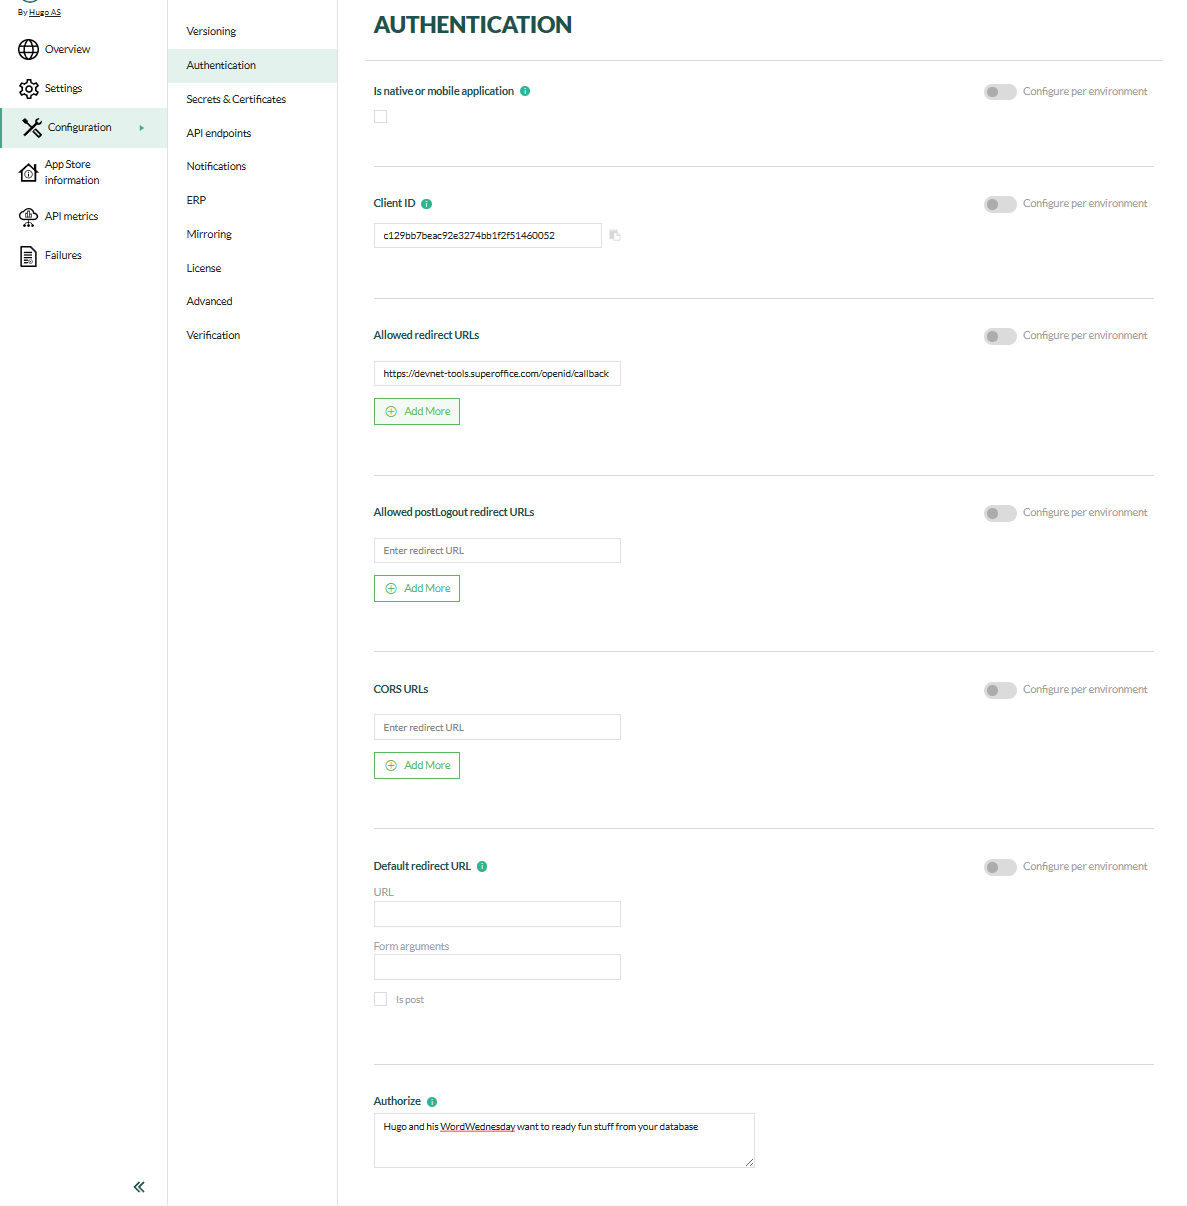 By Hugo AS
Overview
Settings
Configuration
App Store
information
API metrics
Failures
Versioning
Authentication
Secrets & Certificates
API endpoints
Notifications
ERP
Mirroring
License
Advanced
Verification
AUTHENTICATION
Is native or mobile application
Configure per environment
Client ID
Configure per environment
c129bb7beac92e3274bb1f2f51460052
Allowed redirect URLs
Configure per environment
https://devnet-tools.superoffice.com/openid/callback
Add More
Allowed postLogout redirect URLs
Configure per environment
Enter redirect URL
Add More
CORS URLs
Configure per environment
Enter redirect URL
Add More
Default redirect URL
Configure per environment
URL
Form arguments
Is post
Authorize
Hugo and his WordWednesday want to ready fun stuff from your database